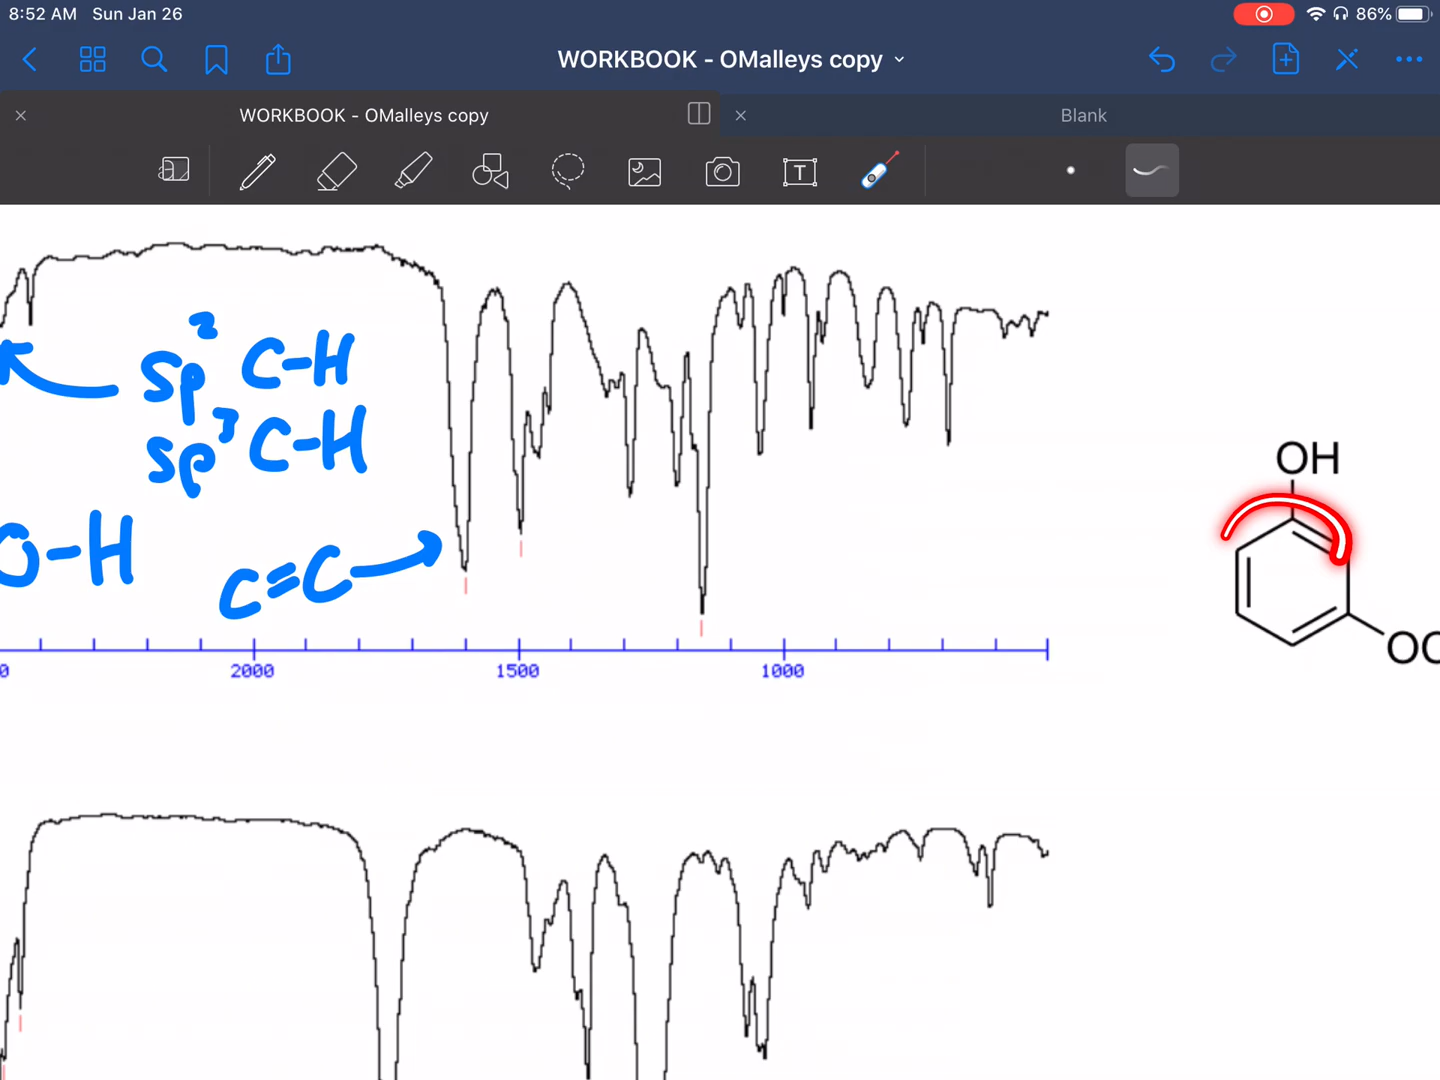 8:52 AM Sun Jan 26
86%
WORKBOOK - OMalleys copy
WORKBOOK - OMalleys copy
Blank
T
sp² C-H
sp³ C-H
O-H
C=C
OH
OC
0 2000 1500 1000